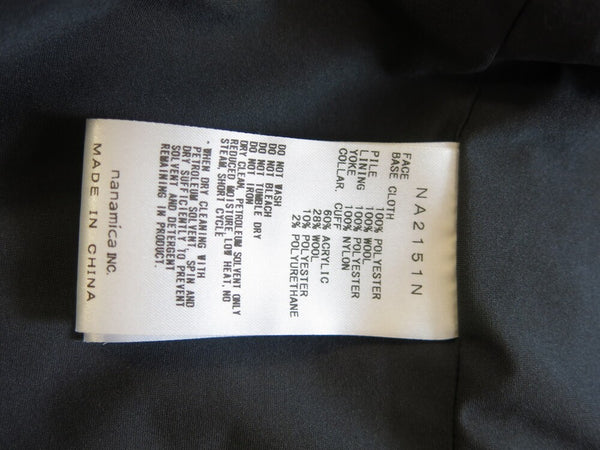 NA2151N
FACE
BASE CLOTH 100% POLYESTER
PILE 100% WOOL
LINING 100% POLYESTER
YOKE 100% NYLON
COLLAR, CUFF
60% ACRYLIC
28% WOOL
10% POLYESTER
2% POLYURETHANE
DO NOT WASH
DO NOT BLEACH
DO NOT TUMBLE DRY
DO NOT IRON
DRY CLEAN, PETROLEUM SOLVENT ONLY
REDUCED MOISTURE, LOW HEAT, NO
STEAM, SHORT CYCLE
- WHEN DRY CLEANING WITH
PETROLEUM SOLVENT, SPIN AND
DRY SUFFICIENTLY TO PREVENT
SOLVENT AND DETERGENT
REMAINING IN PRODUCT.
nanamica INC.
MADE IN CHINA